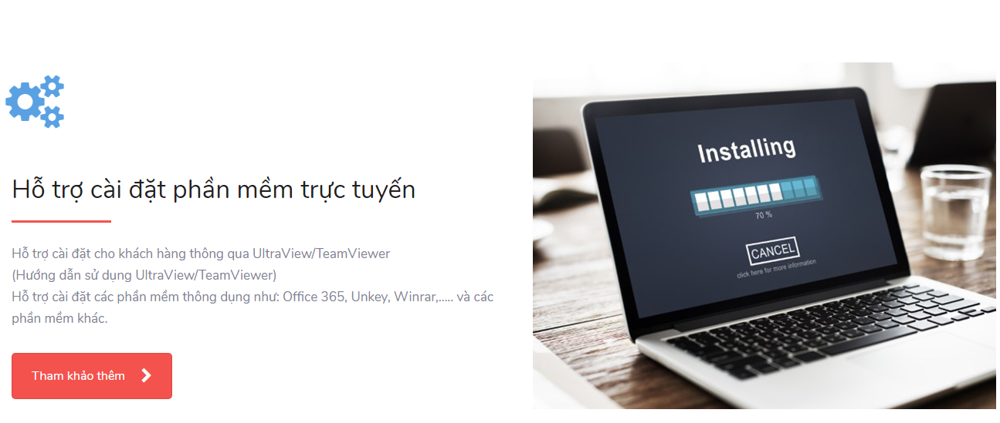 Hỗ trợ cài đặt phần mềm trực tuyến
Hỗ trợ cài đặt cho khách hàng thông qua UltraView/TeamViewer
(Hướng dẫn sử dụng UltraView/TeamViewer)
Hỗ trợ cài đặt các phần mềm thông dụng như: Office 365, Unkey, Winrar,..... và các
phần mềm khác.
Tham khảo thêm
Installing
70 %
CANCEL
click here for more information